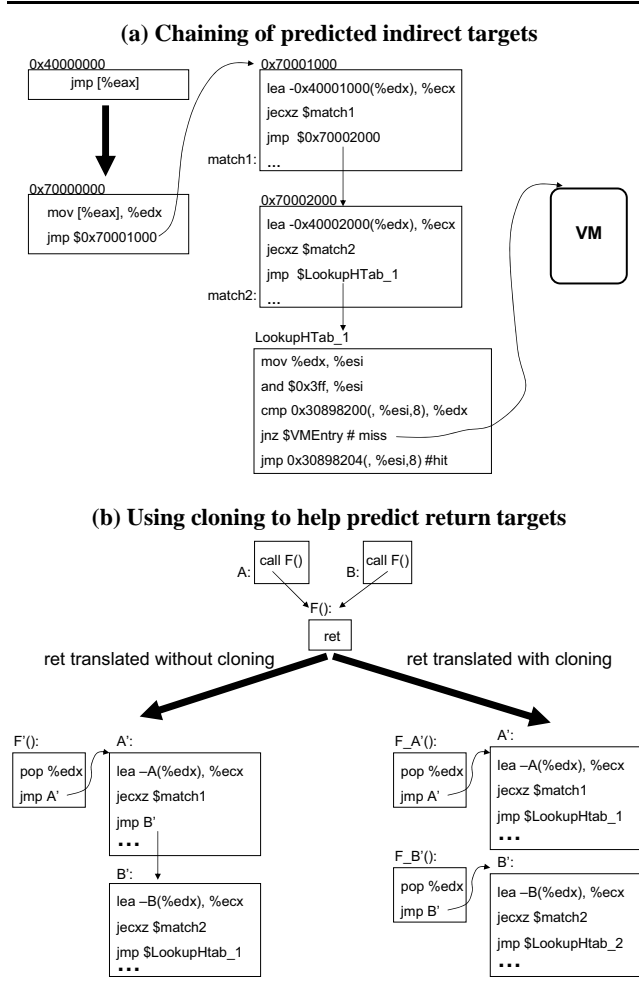 (a) Chaining of predicted indirect targets
0x40000000
jmp [%eax]
0x70000000
mov [%eax], %edx
jmp $0x70001000
0x70001000
lea -0x40001000(%edx), %ecx
jecxz $match1
jmp $0x70002000
match1:
...
0x70002000
lea -0x40002000(%edx), %ecx
jecxz $match2
jmp $LookupHTab_1
match2:
...
LookupHTab_1
mov %edx, %esi
and $0x3ff, %esi
cmp 0x30898200(, %esi,8), %edx
jnz $VMEntry # miss
jmp 0x30898204(, %esi,8) #hit
VM
(b) Using cloning to help predict return targets
A:
call F()
B:
call F()
F():
ret
ret translated without cloning
ret translated with cloning
F'():
pop %edx
jmp A'
A':
lea –A(%edx), %ecx
jecxz $match1
jmp B'
...
B':
lea –B(%edx), %ecx
jecxz $match2
jmp $LookupHtab_1
...
F_A'():
pop %edx
jmp A'
A':
lea –A(%edx), %ecx
jecxz $match1
jmp $LookupHtab_1
...
F_B'():
pop %edx
jmp B'
B':
lea –B(%edx), %ecx
jecxz $match2
jmp $LookupHtab_2
...